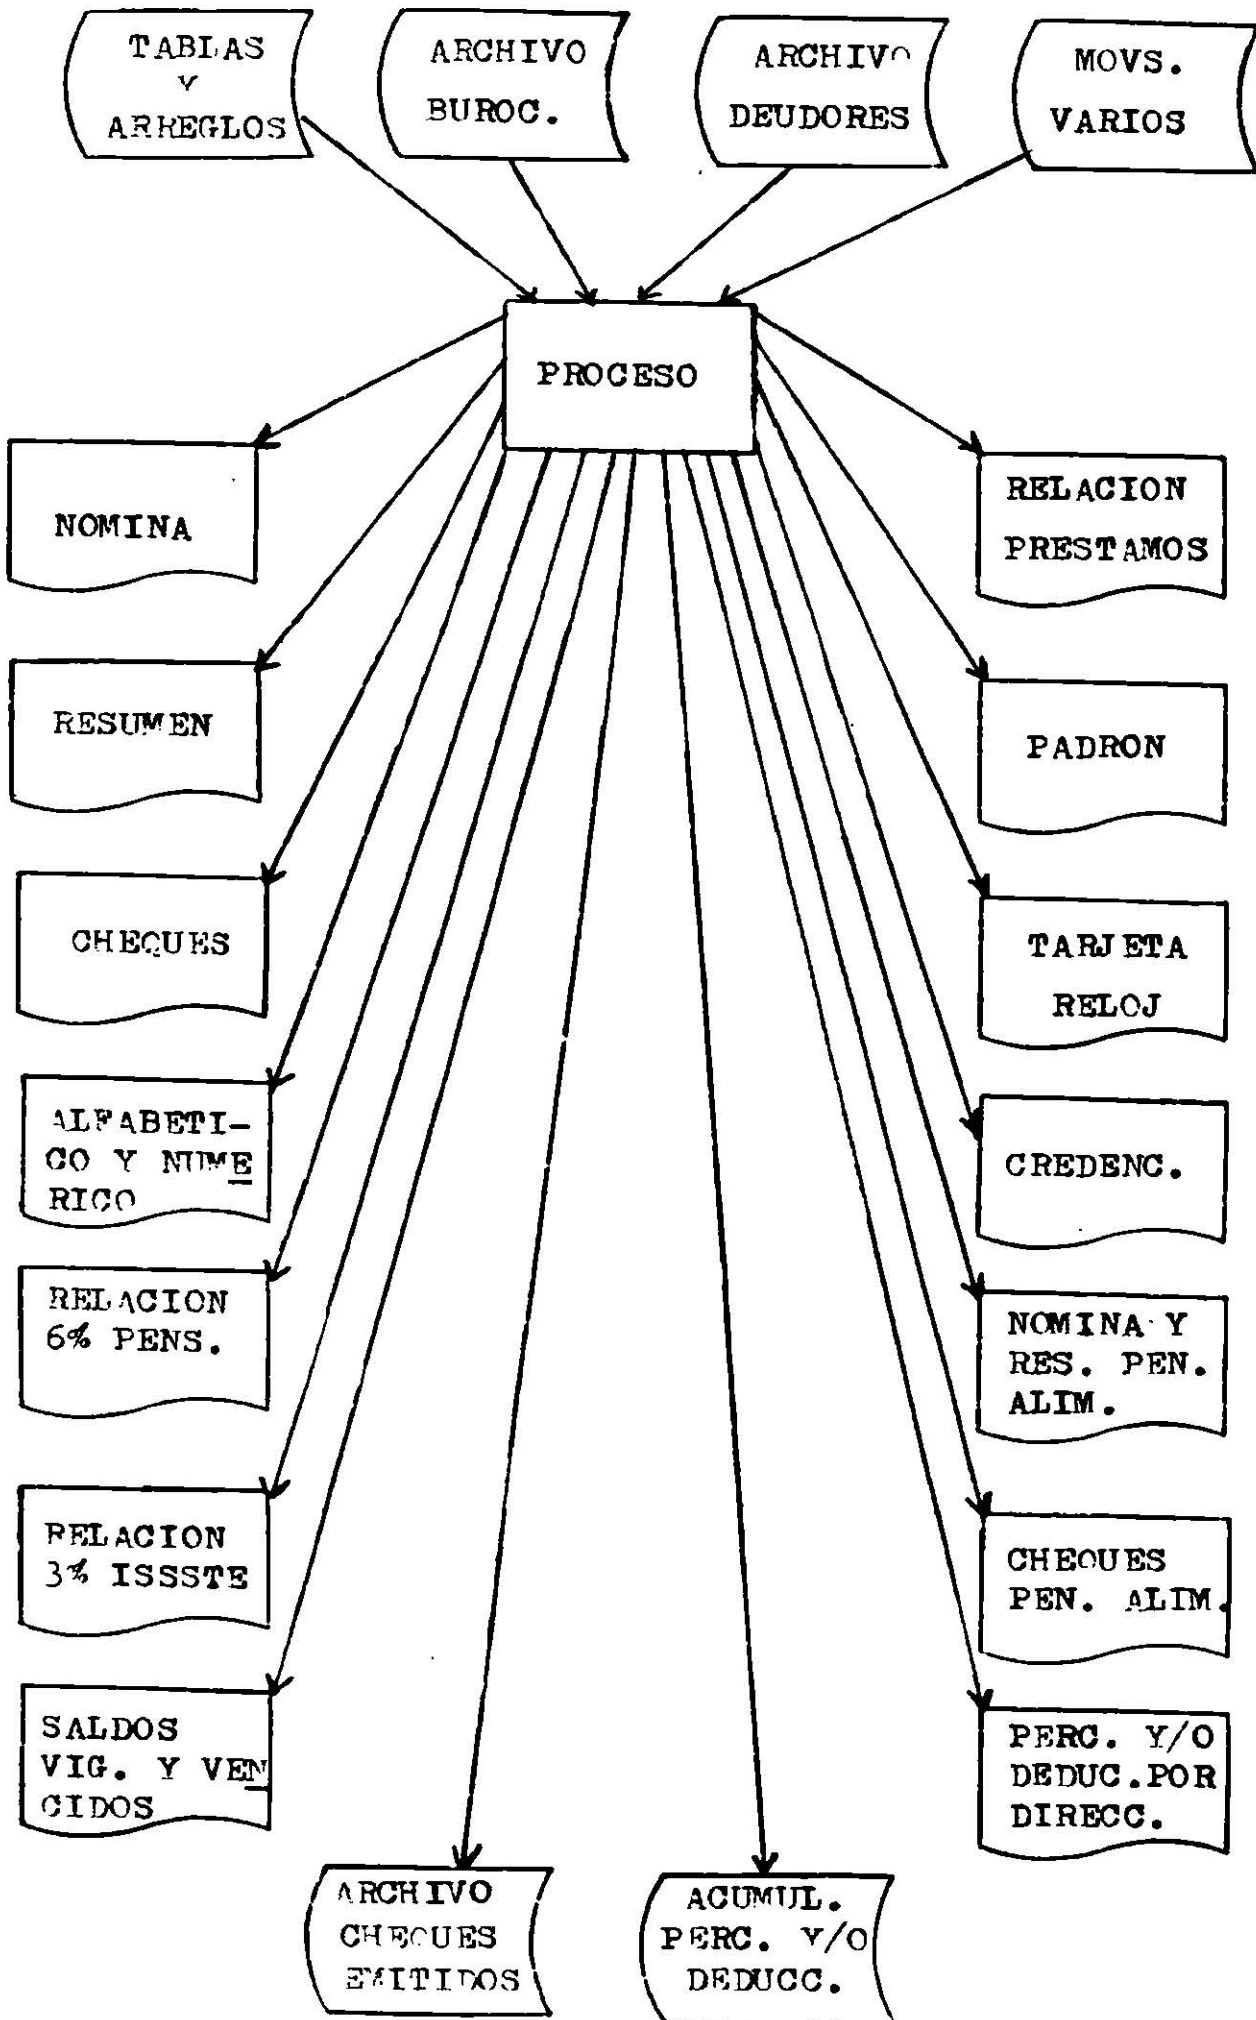 TABLAS
Y
ARREGLOS
ARCHIVO
BUROC.
ARCHIVO
DEUDORES
MOVS.
VARIOS
PROCESO
NOMINA
RESUMEN
CHEQUES
ALFABETI-
CO Y NUME
RICO
RELACION
6% PENS.
RELACION
3% ISSSTE
SALDOS
VIG. Y VEN
CIDOS
RELACION
PRESTAMOS
PADRON
TARJETA
RELOJ
CREDENC.
NOMINA Y
RES. PEN.
ALIM.
CHEQUES
PEN. ALIM.
PERC. Y/O
DEDUC.POR
DIRECC.
ARCHIVO
CHEQUES
EMITIDOS
ACUMUL.
PERC. Y/O
DEDUCC.